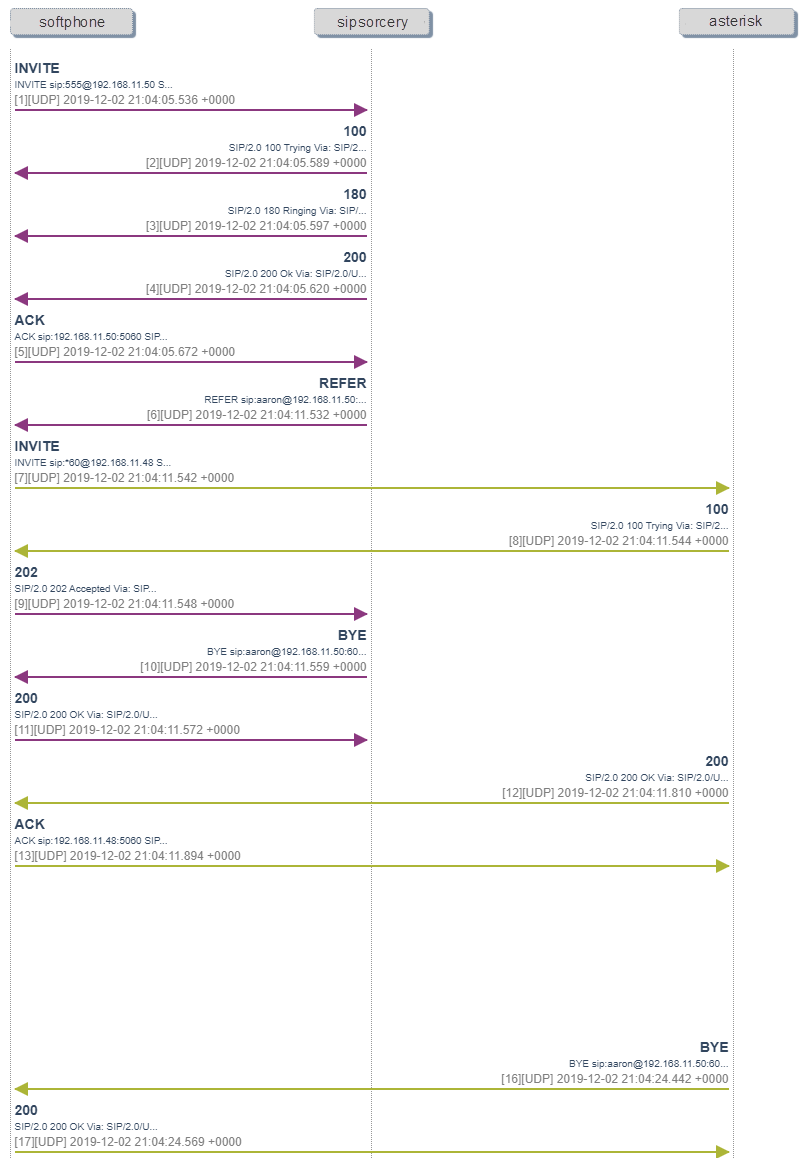 softphone
sipsorcery
asterisk
INVITE
INVITE sip:555@192.168.11.50 S...
[1][UDP] 2019-12-02 21:04:05.536 +0000
100
SIP/2.0 100 Trying Via: SIP/2...
[2][UDP] 2019-12-02 21:04:05.589 +0000
180
SIP/2.0 180 Ringing Via: SIP/...
[3][UDP] 2019-12-02 21:04:05.597 +0000
200
SIP/2.0 200 Ok Via: SIP/2.0/U...
[4][UDP] 2019-12-02 21:04:05.620 +0000
ACK
ACK sip:192.168.11.50:5060 SIP...
[5][UDP] 2019-12-02 21:04:05.672 +0000
REFER
REFER sip:aaron@192.168.11.50:...
[6][UDP] 2019-12-02 21:04:11.532 +0000
INVITE
INVITE sip:*60@192.168.11.48 S...
[7][UDP] 2019-12-02 21:04:11.542 +0000
100
SIP/2.0 100 Trying Via: SIP/2...
[8][UDP] 2019-12-02 21:04:11.544 +0000
202
SIP/2.0 202 Accepted Via: SIP...
[9][UDP] 2019-12-02 21:04:11.548 +0000
BYE
BYE sip:aaron@192.168.11.50:60...
[10][UDP] 2019-12-02 21:04:11.559 +0000
200
SIP/2.0 200 OK Via: SIP/2.0/U...
[11][UDP] 2019-12-02 21:04:11.572 +0000
200
SIP/2.0 200 OK Via: SIP/2.0/U...
[12][UDP] 2019-12-02 21:04:11.810 +0000
ACK
ACK sip:192.168.11.48:5060 SIP...
[13][UDP] 2019-12-02 21:04:11.894 +0000
BYE
BYE sip:aaron@192.168.11.50:60...
[16][UDP] 2019-12-02 21:04:24.442 +0000
200
SIP/2.0 200 OK Via: SIP/2.0/U...
[17][UDP] 2019-12-02 21:04:24.569 +0000